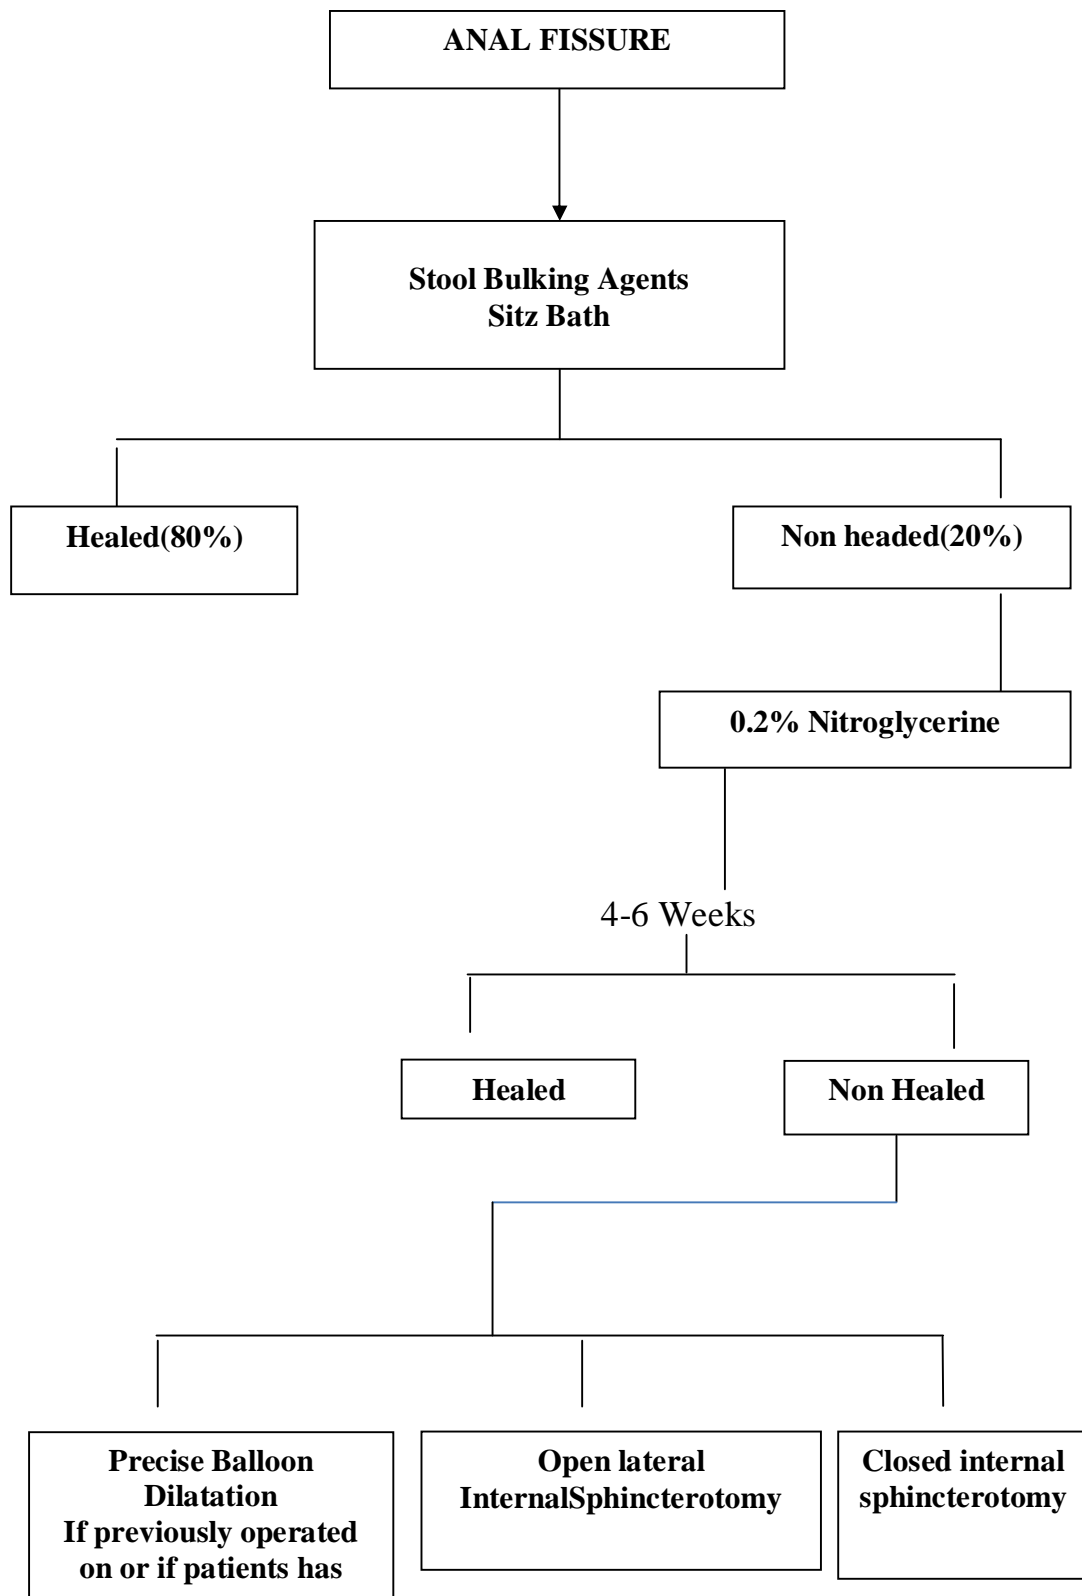 ANAL FISSURE
Stool Bulking Agents
Sitz Bath
Healed(80%)
Non headed(20%)
0.2% Nitroglycerine
4-6 Weeks
Healed
Non Healed
Precise Balloon
Dilatation
If previously operated
on or if patients has
Open lateral
InternalSphincterotomy
Closed internal
sphincterotomy